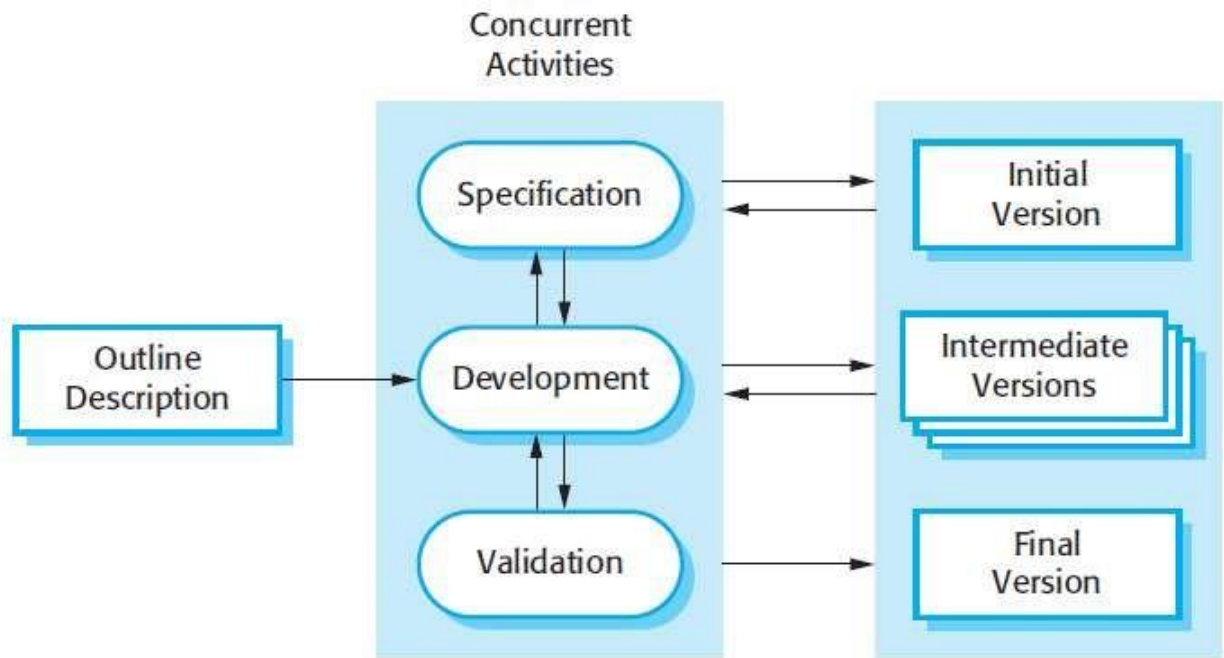 Concurrent
Activities
Specification
Initial
Version
Outline
Description
Development
Intermediate
Versions
Validation
Final
Version